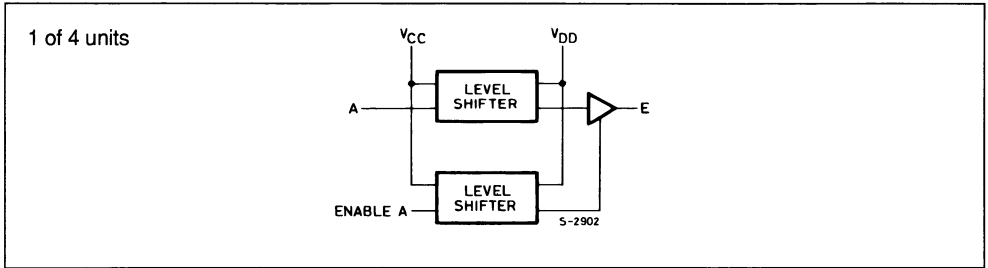 1 of 4 units
VCC
VDD
LEVEL
SHIFTER
A
E
LEVEL
SHIFTER
ENABLE A
S-2902